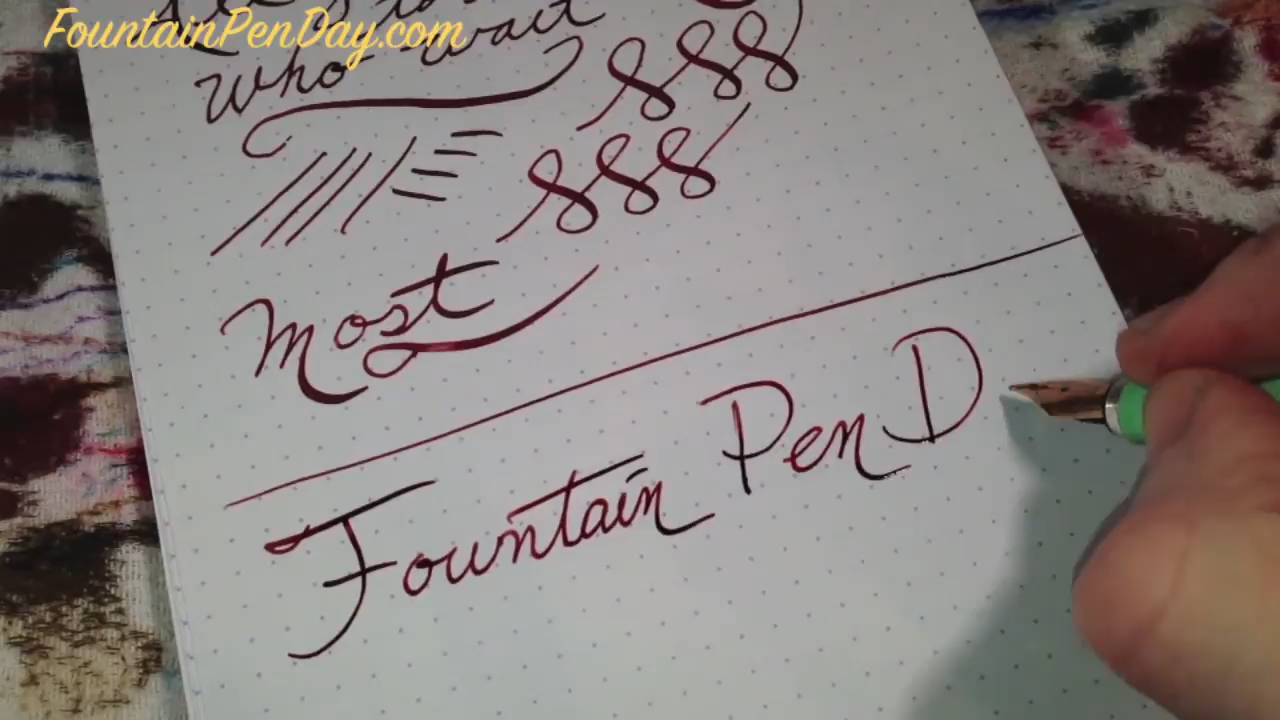 FountainPenDay.com
who wait
888
888
Most
Fountain Pen D